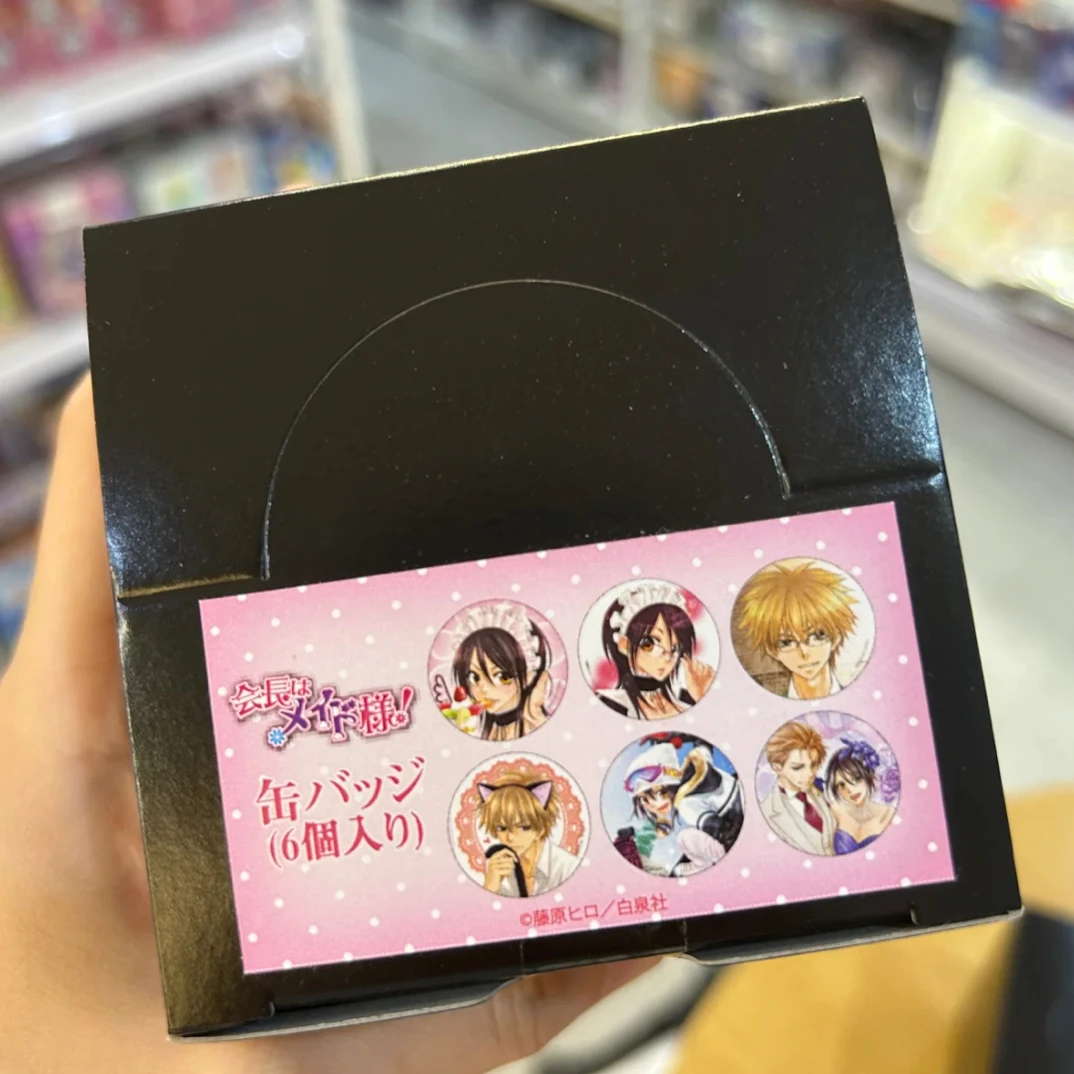 会長は
メイド様!
缶バッジ
(6個入り)
©藤原ヒロ／白泉社